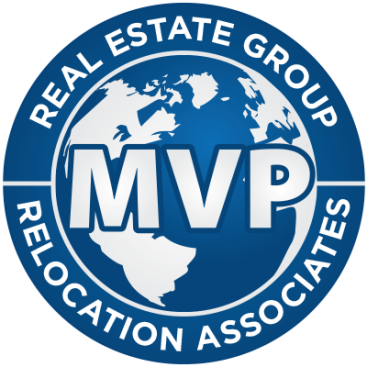 REAL ESTATE GROUP
MVP
RELOCATION ASSOCIATES